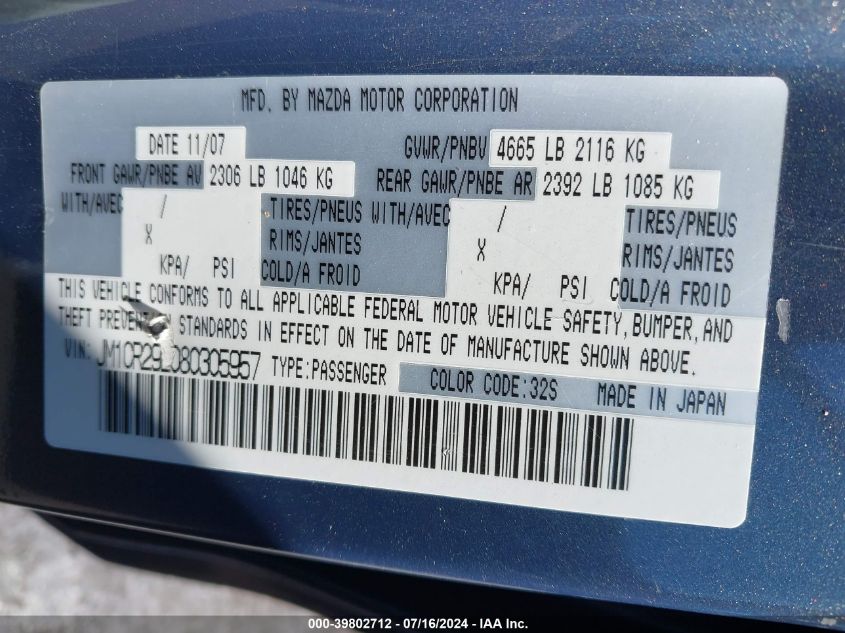 MFD. BY MAZDA MOTOR CORPORATION
DATE 11/07 GVWR/PNBV 4665 LB 2116 KG
FRONT GAWR/PNBE AV 2306 LB 1046 KG REAR GAWR/PNBE AR 2392 LB 1085 KG
WITH/AVEC / TIRES/PNEUS WITH/AVEC / TIRES/PNEUS
X RIMS/JANTES X RIMS/JANTES
KPA/ PSI COLD/A FROID KPA/ PSI COLD/A FROID
THIS VEHICLE CONFORMS TO ALL APPLICABLE FEDERAL MOTOR VEHICLE SAFETY, BUMPER, AND
THEFT STANDARDS IN EFFECT ON THE DATE OF MANUFACTURE SHOWN ABOVE.
VIN: TYPE:PASSENGER COLOR CODE:32S MADE IN JAPAN
000-39802712 - 07/16/2024 - IAA Inc.